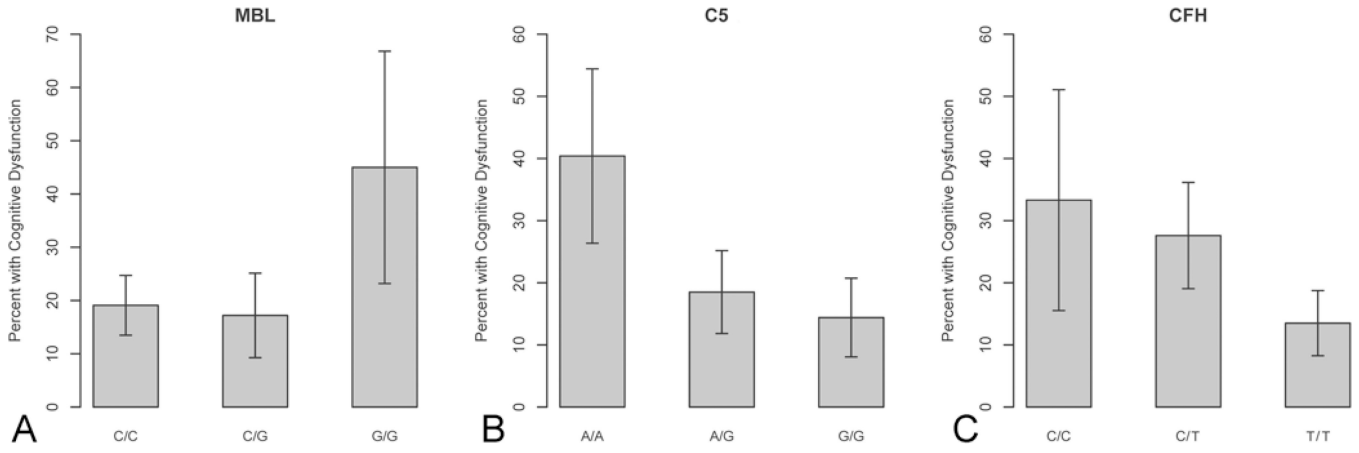 MBL
Percent with Cognitive Dysfunction
70
60
50
40
30
20
10
0
C/C C/G G/G
A
C5
Percent with Cognitive Dysfunction
60
50
40
30
20
10
0
A/A A/G G/G
B
CFH
Percent with Cognitive Dysfunction
60
50
40
30
20
10
0
C/C C/T T/T
C